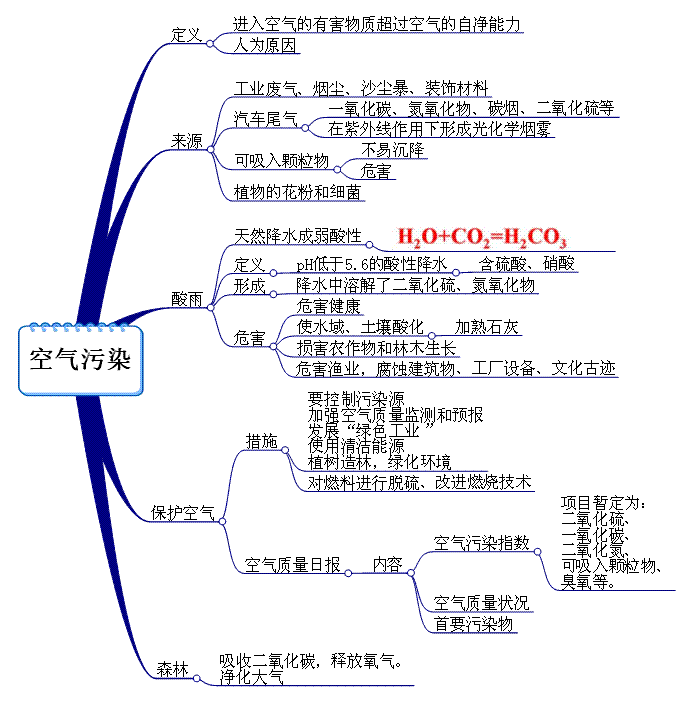 空气污染
定义
进入空气的有害物质超过空气的自净能力
人为原因
来源
工业废气、烟尘、沙尘暴、装饰材料
汽车尾气
一氧化碳、氮氧化物、碳烟、二氧化硫等
在紫外线作用下形成光化学烟雾
可吸入颗粒物
不易沉降
危害
植物的花粉和细菌
酸雨
天然降水成弱酸性
H₂O+CO₂=H₂CO₃
定义
pH低于5.6的酸性降水
含硫酸、硝酸
形成
降水中溶解了二氧化硫、氮氧化物
危害
危害健康
使水域、土壤酸化
加熟石灰
损害农作物和林木生长
危害渔业，腐蚀建筑物、工厂设备、文化古迹
保护空气
措施
要控制污染源
加强空气质量监测和预报
发展“绿色工业”
使用清洁能源
植树造林，绿化环境
对燃料进行脱硫、改进燃烧技术
空气质量日报
内容
空气污染指数
项目暂定为：
二氧化硫、
一氧化碳、
二氧化氮、
可吸入颗粒物、
臭氧等。
空气质量状况
首要污染物
森林
吸收二氧化碳，释放氧气。
净化大气